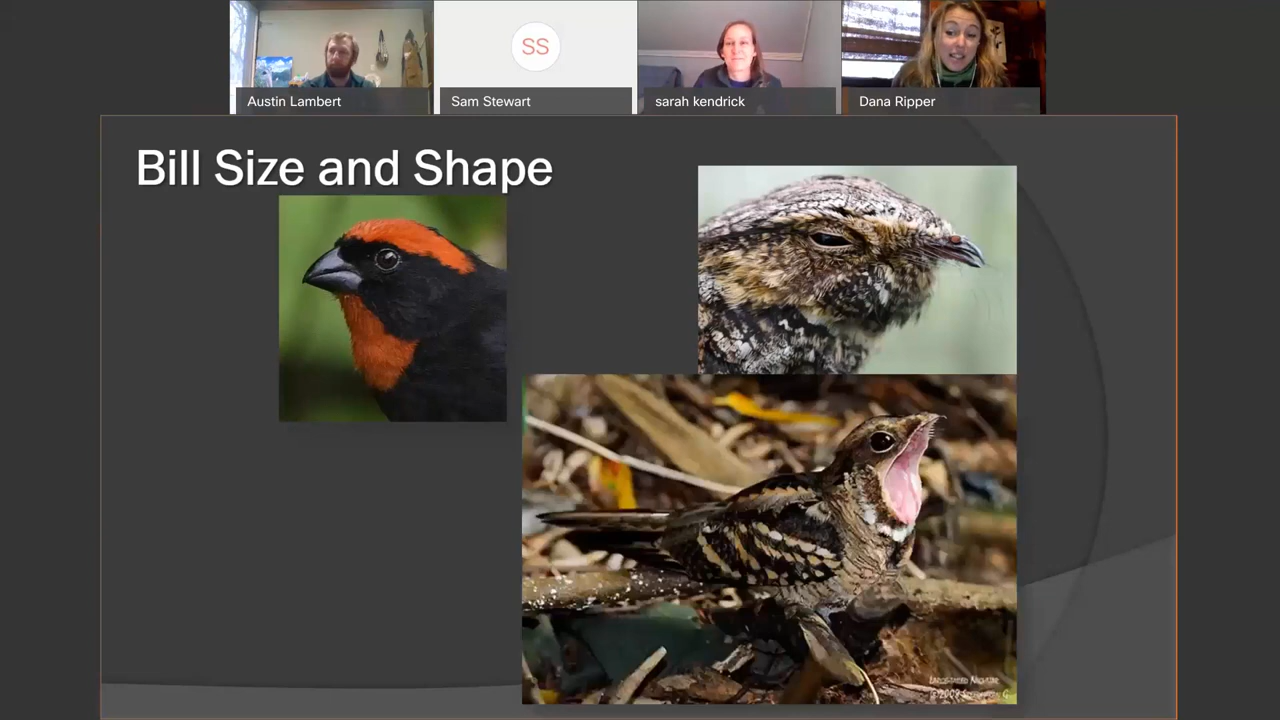 SS
Austin Lambert
Sam Stewart
sarah kendrick
Dana Ripper
Bill Size and Shape